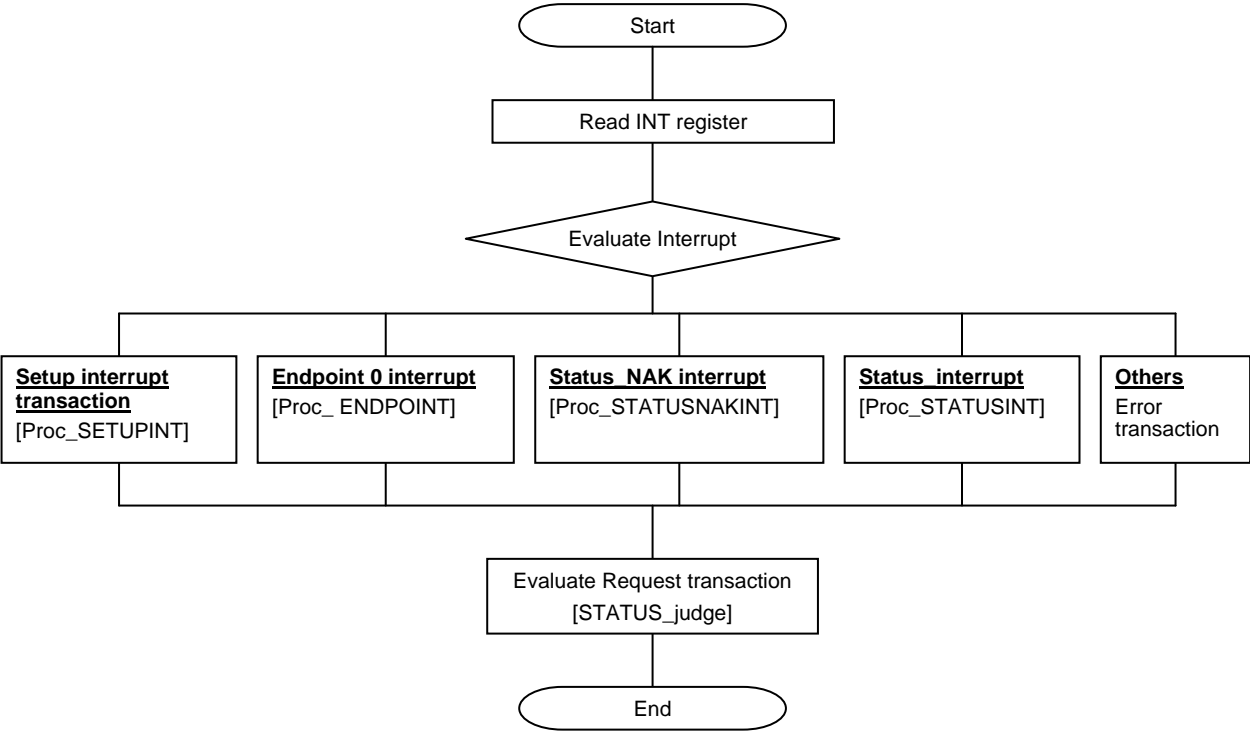 Start
Read INT register
Evaluate Interrupt
Setup interrupt
transaction
[Proc_SETUPINT]
Endpoint 0 interrupt
[Proc_ ENDPOINT]
Status_NAK interrupt
[Proc_STATUSNAKINT]
Status_interrupt
[Proc_STATUSINT]
Others
Error
transaction
Evaluate Request transaction
[STATUS_judge]
End